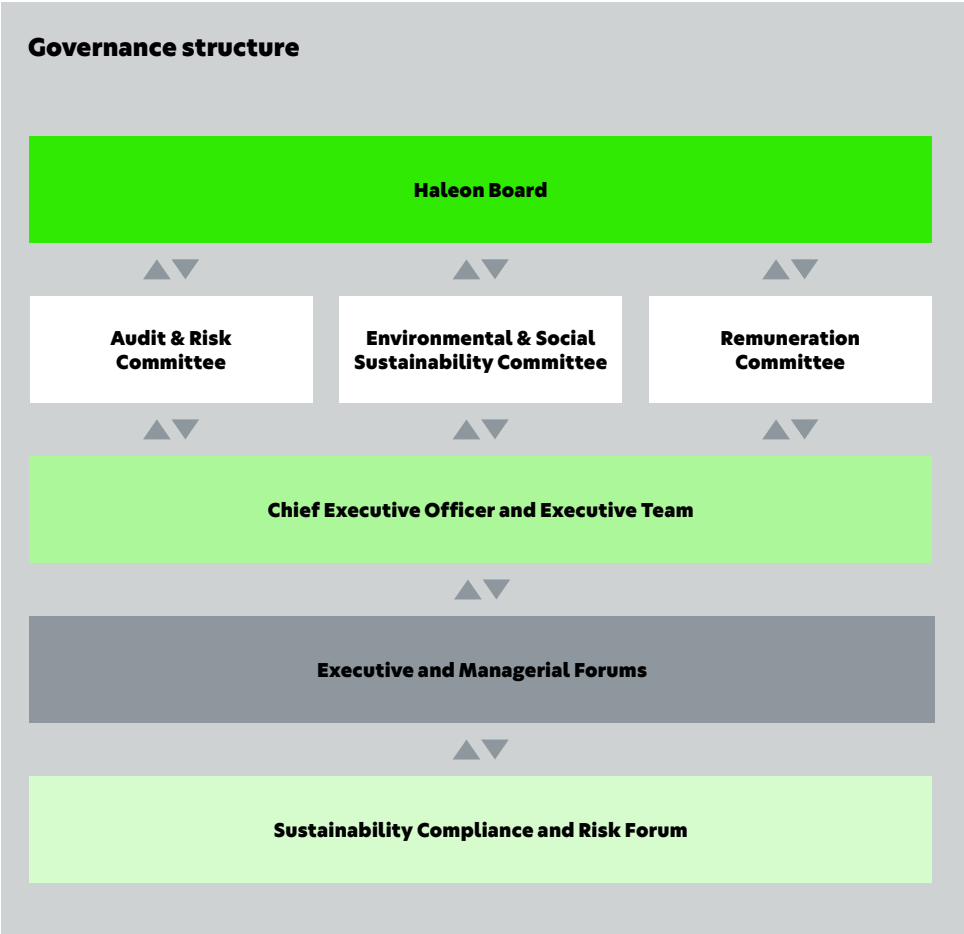 Governance structure
Haleon Board
Audit & Risk
Committee
Environmental & Social
Sustainability Committee
Remuneration
Committee
Chief Executive Officer and Executive Team
Executive and Managerial Forums
Sustainability Compliance and Risk Forum